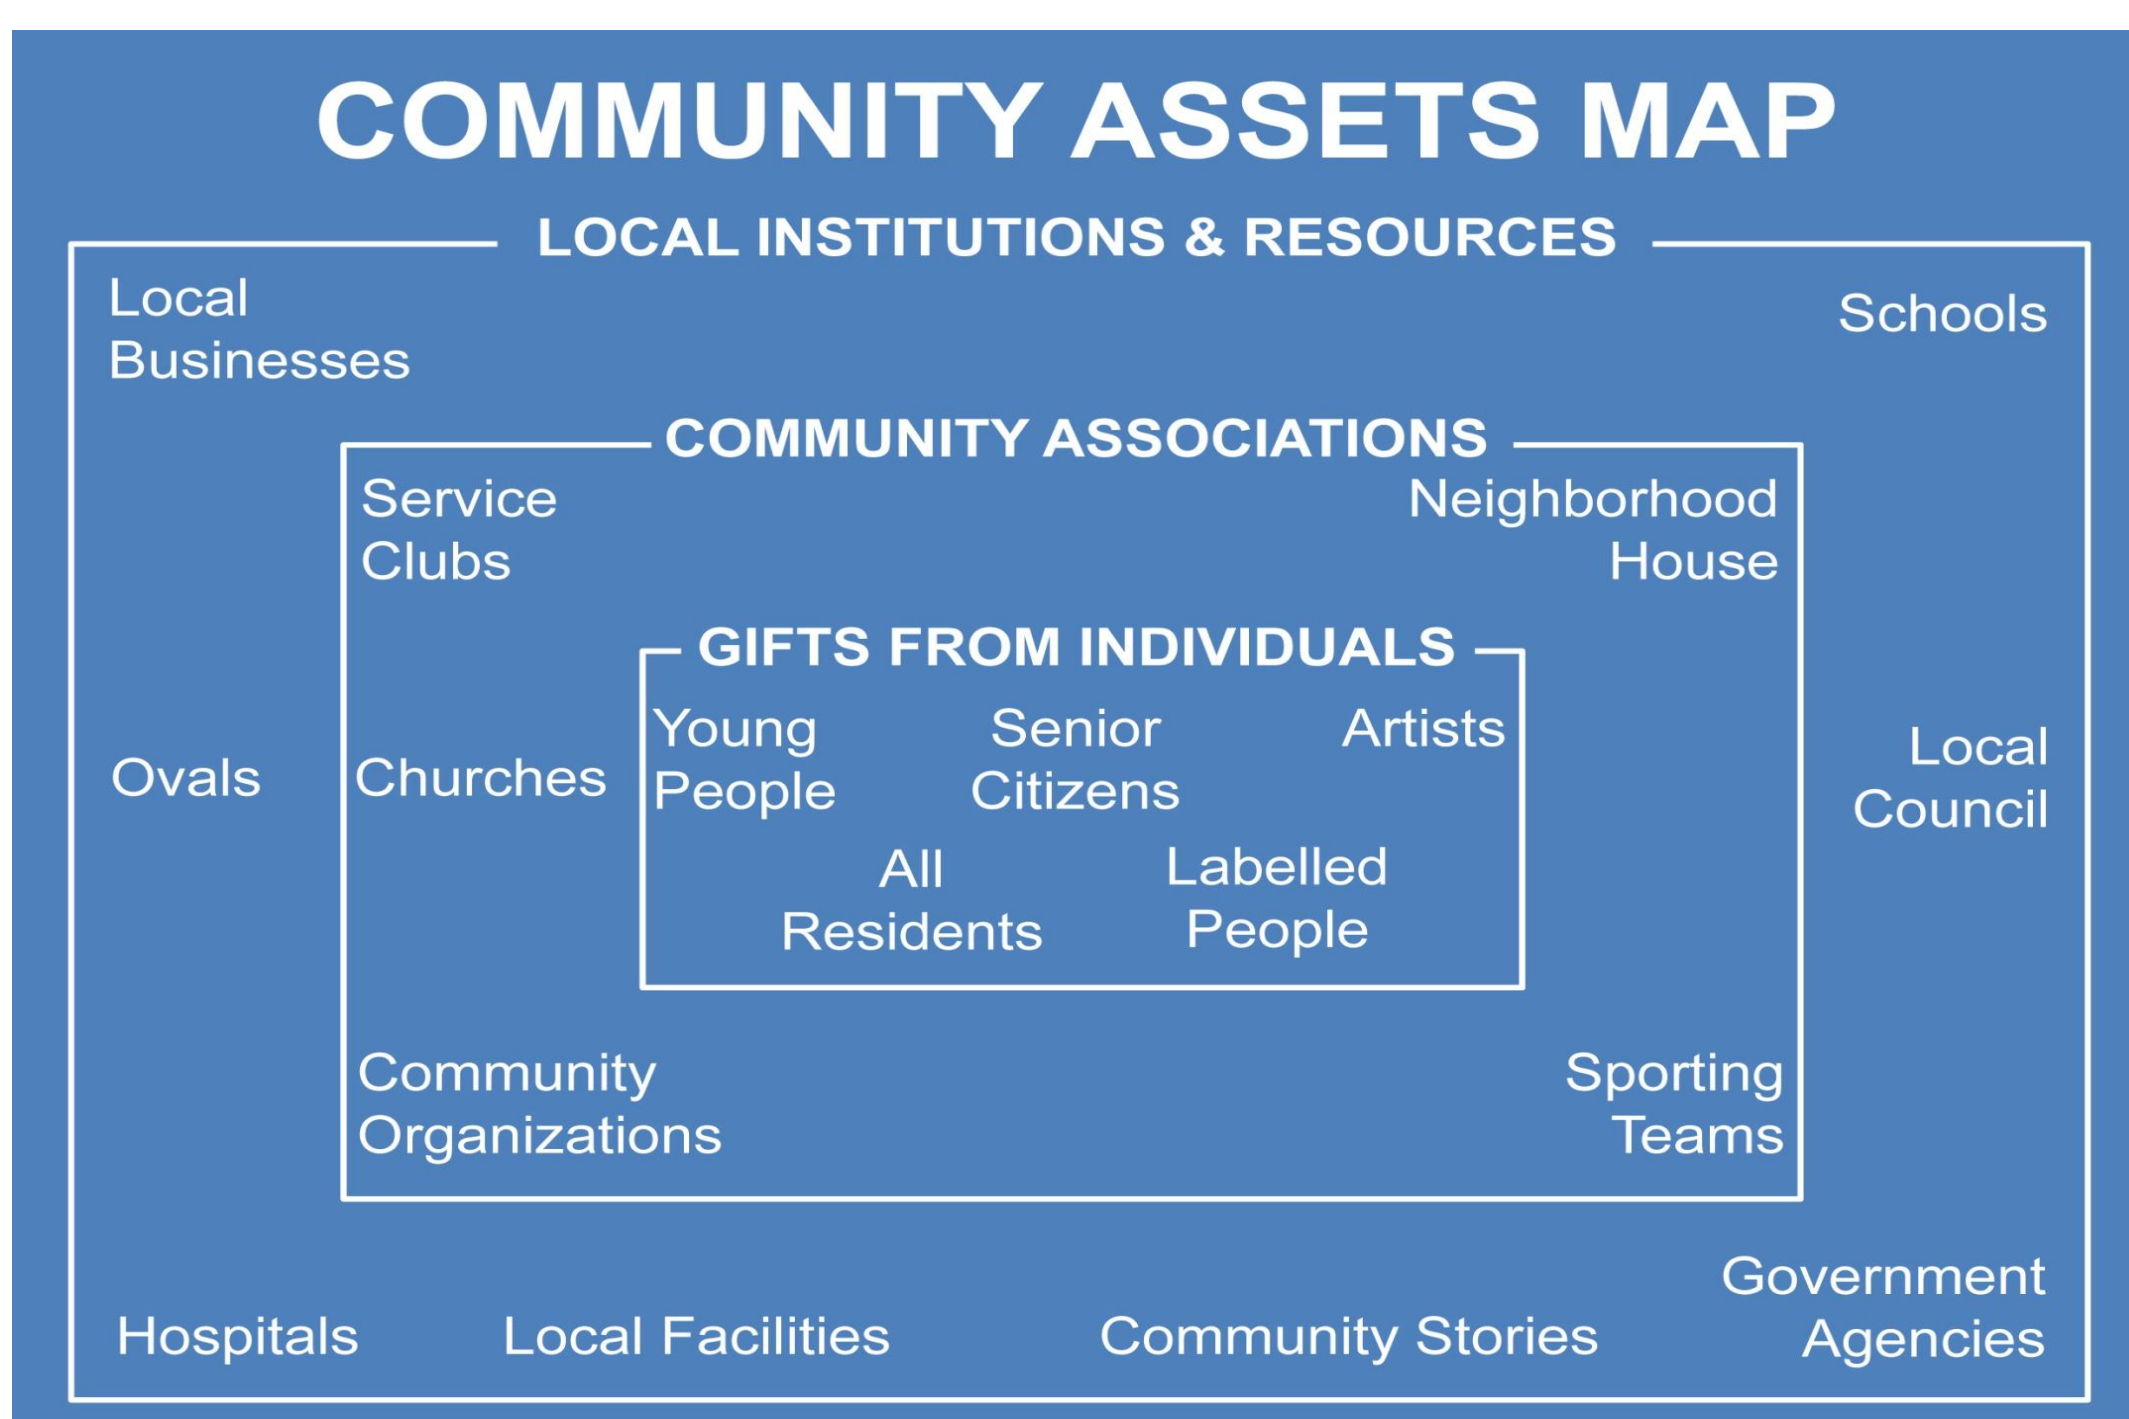 COMMUNITY ASSETS MAP
LOCAL INSTITUTIONS & RESOURCES
Local
Businesses
Schools
COMMUNITY ASSOCIATIONS
Service
Clubs
Neighborhood
House
GIFTS FROM INDIVIDUALS
Ovals
Churches
Young
People
Senior
Citizens
Artists
Local
Council
All
Residents
Labelled
People
Community
Organizations
Sporting
Teams
Hospitals
Local Facilities
Community Stories
Government
Agencies